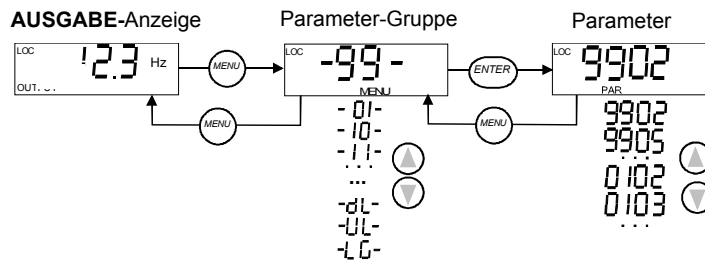 AUSGABE-Anzeige
Parameter-Gruppe
Parameter
LOC
12.3 Hz
MENU
MENU
LOC
-99-
MENU
ENTER
MENU
LOC
9902
PAR
-01-
-10-
-11-
...
...
-dL-
-UL-
-LG-
9902
9905
...
0102
0103
...